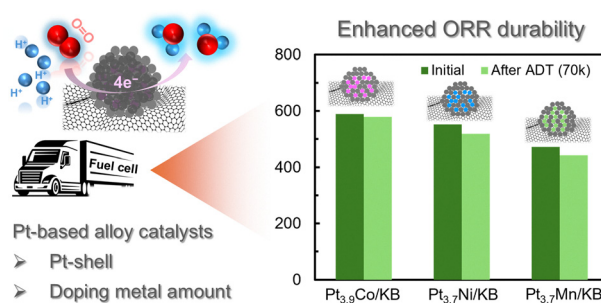 O=O
H⁺
H⁺
H⁺
H⁺
4e⁻
Fuel cell
Pt-based alloy catalysts
➢ Pt-shell
➢ Doping metal amount
Enhanced ORR durability
Initial
After ADT (70k)
800
600
400
200
0
Pt₃.₉Co/KB
Pt₃.₇Ni/KB
Pt₃.₇Mn/KB